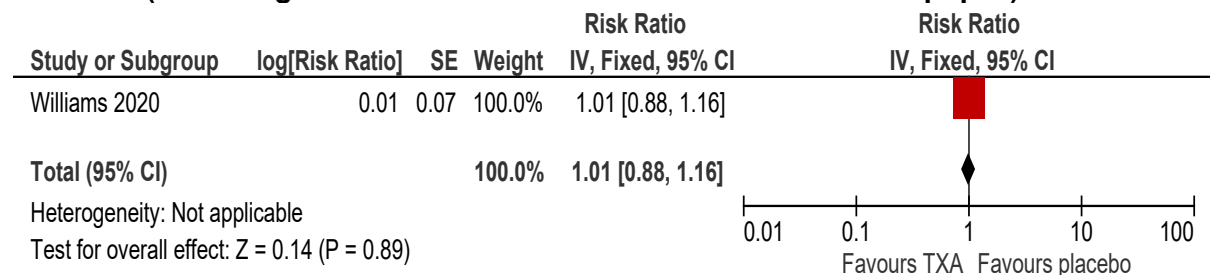 Risk Ratio Risk Ratio
Study or Subgroup log[Risk Ratio] SE Weight IV, Fixed, 95% CI IV, Fixed, 95% CI
Williams 2020 0.01 0.07 100.0% 1.01 [0.88, 1.16]
Total (95% CI) 100.0% 1.01 [0.88, 1.16]
Heterogeneity: Not applicable
Test for overall effect: Z = 0.14 (P = 0.89)
0.01 0.1 1 10 100
Favours TXA Favours placebo